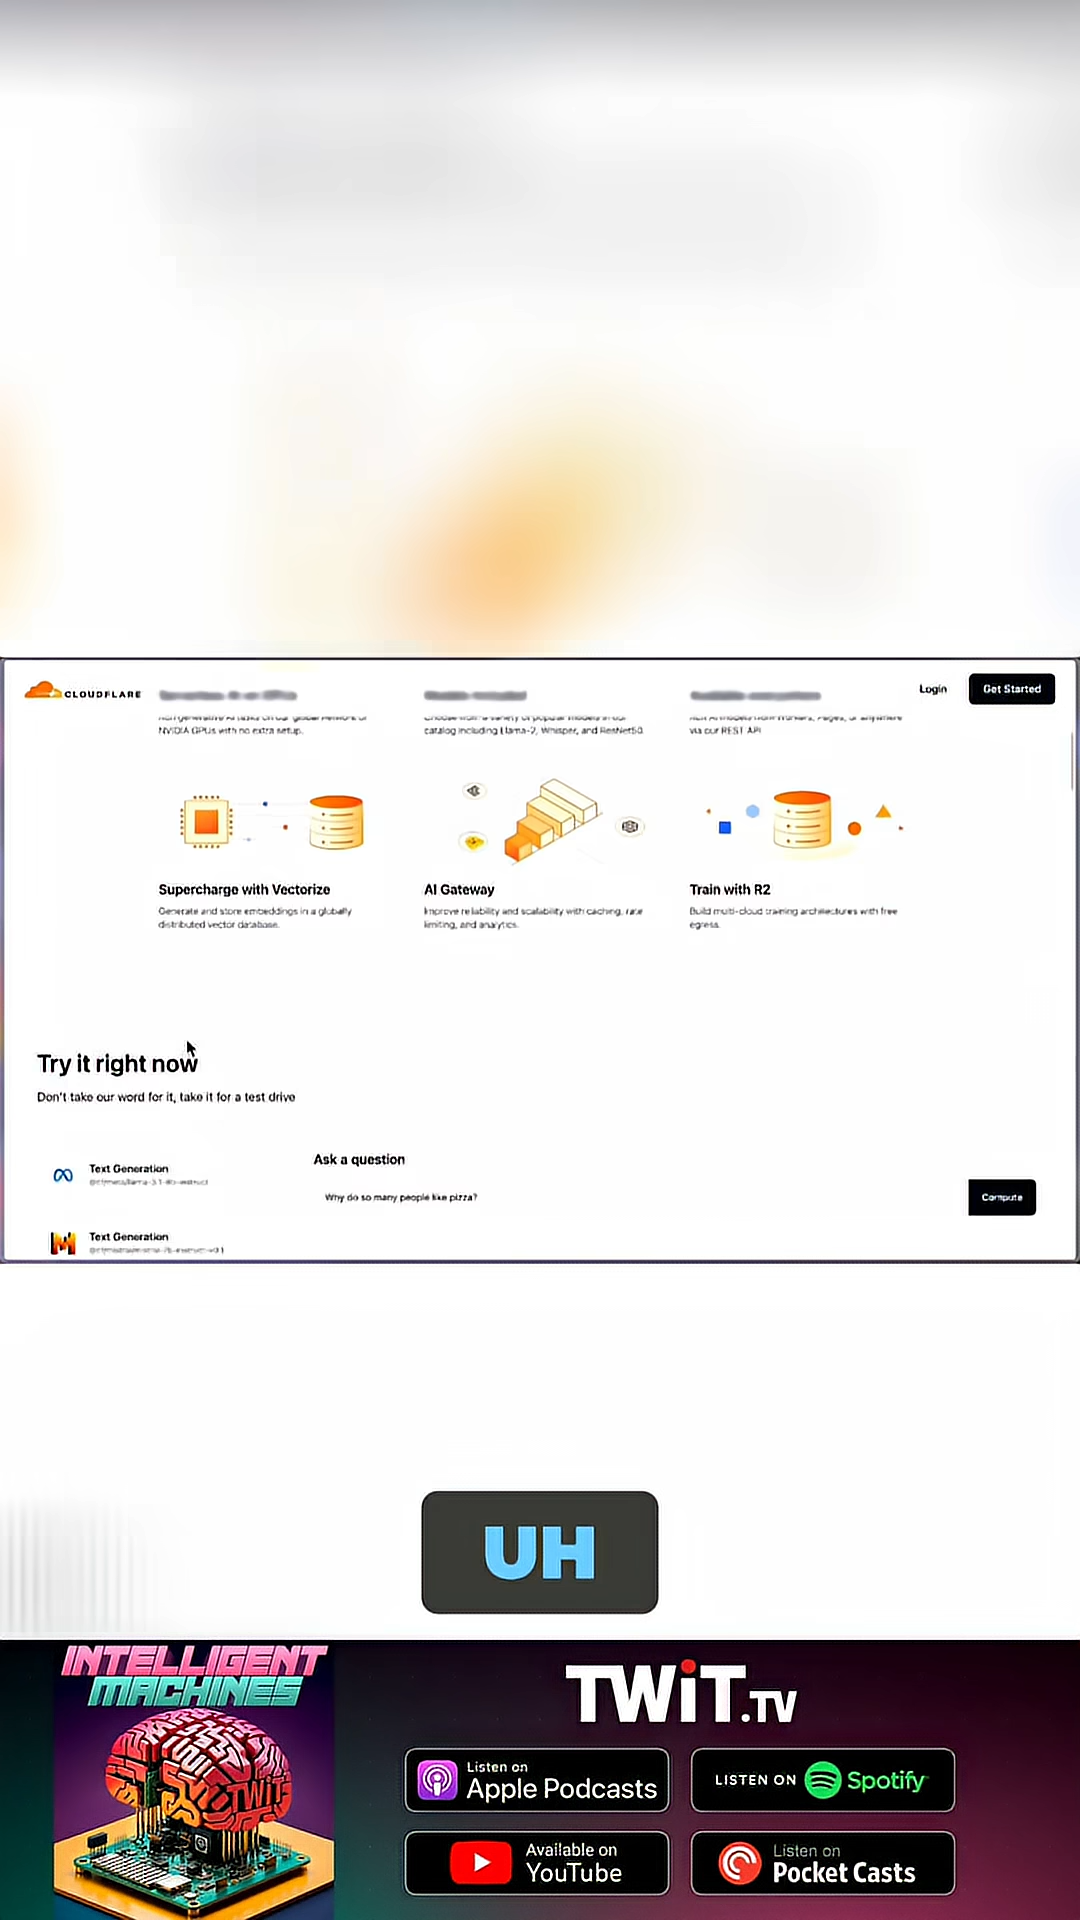 CLOUDFLARE
Login
Get Started
NVIDIA GPUs with no extra setup.
catalog including Llama-2, Whisper, and ResNet50.
via our REST API
Supercharge with Vectorize
Generate and store embeddings in a globally
distributed vector database.
AI Gateway
Improve reliability and scalability with caching, rate
limiting, and analytics.
Train with R2
Build multi-cloud training architectures with free
egress.
Try it right now
Don't take our word for it, take it for a test drive
Text Generation
Text Generation
Ask a question
Why do so many people like pizza?
Compute
UH
INTELLIGENT
MACHINES
TWiT
TWiT.TV
Listen on
Apple Podcasts
LISTEN ON Spotify
Available on
YouTube
Listen on
Pocket Casts